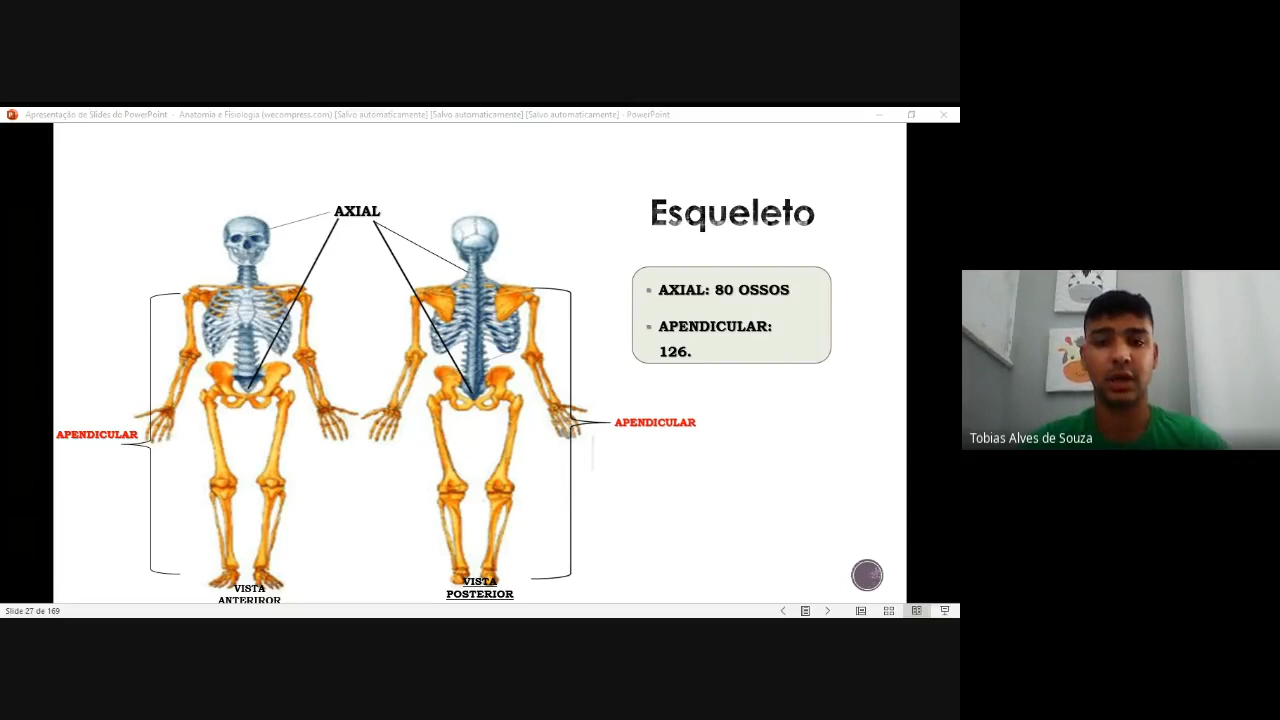 Apresentação de Slides do PowerPoint - Anatomia e Fisiologia (wecompress.com) [Salvo automaticamente] [Salvo automaticamente] [Salvo automaticamente] - PowerPoint
AXIAL
Esqueleto
AXIAL: 80 OSSOS
APENDICULAR:
126.
APENDICULAR
APENDICULAR
VISTA
ANTERIROR
VISTA
POSTERIOR
Slide 27 de 169
Tobias Alves de Souza